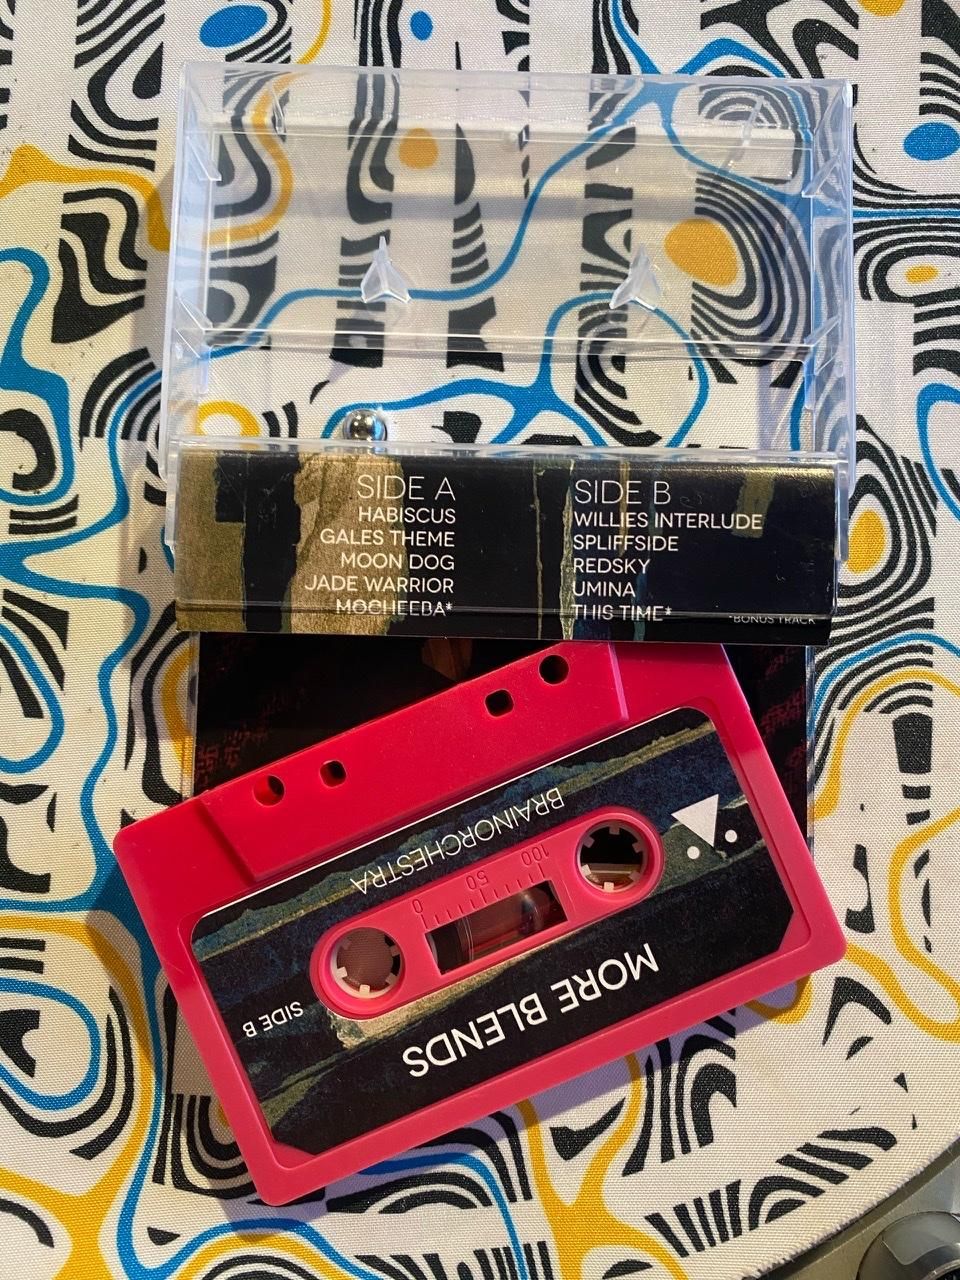 SIDE A
HABISCUS
GALES THEME
MOON DOG
JADE WARRIOR
MOCHEEBA*
SIDE B
WILLIES INTERLUDE
SPLIFFSIDE
REDSKY
UMINA
THIS TIME*
*BONUS TRACK
MORE BLENDS
SIDE B
0 50 100
BRAINORCHESTRA